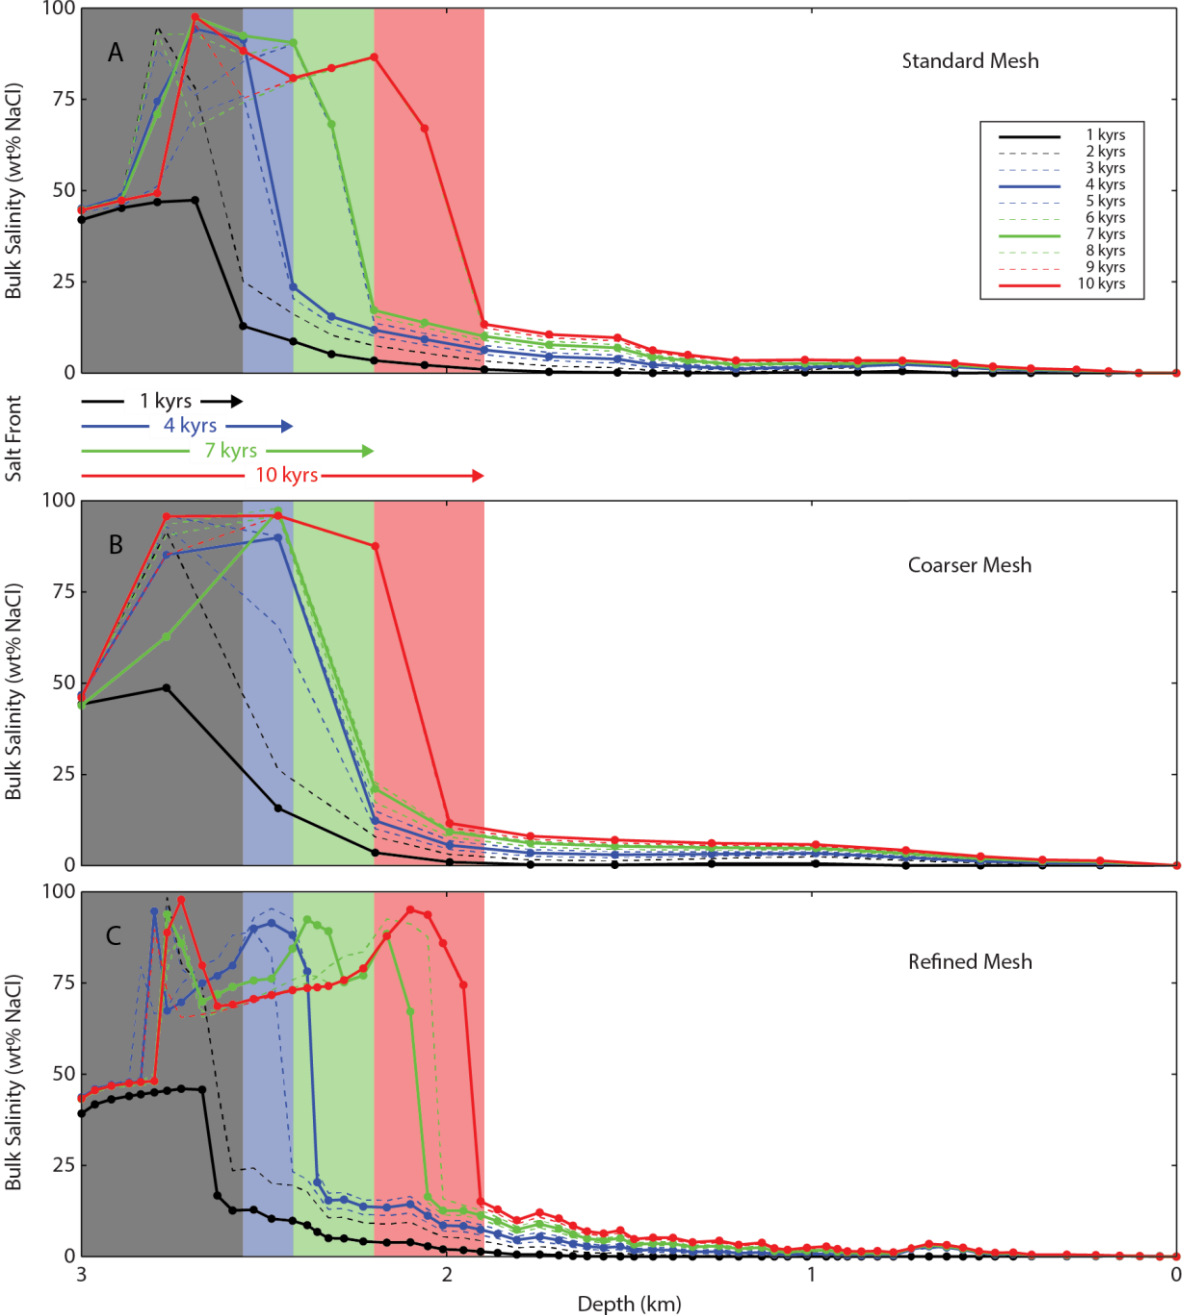 100
75
50
25
0
Bulk Salinity (wt% NaCl)
A
Standard Mesh
1 kyrs
2 kyrs
3 kyrs
4 kyrs
5 kyrs
6 kyrs
7 kyrs
8 kyrs
9 kyrs
10 kyrs
Salt Front
1 kyrs
4 kyrs
7 kyrs
10 kyrs
100
75
50
25
0
Bulk Salinity (wt% NaCl)
B
Coarser Mesh
100
75
50
25
0
Bulk Salinity (wt% NaCl)
C
Refined Mesh
3
2
1
0
Depth (km)